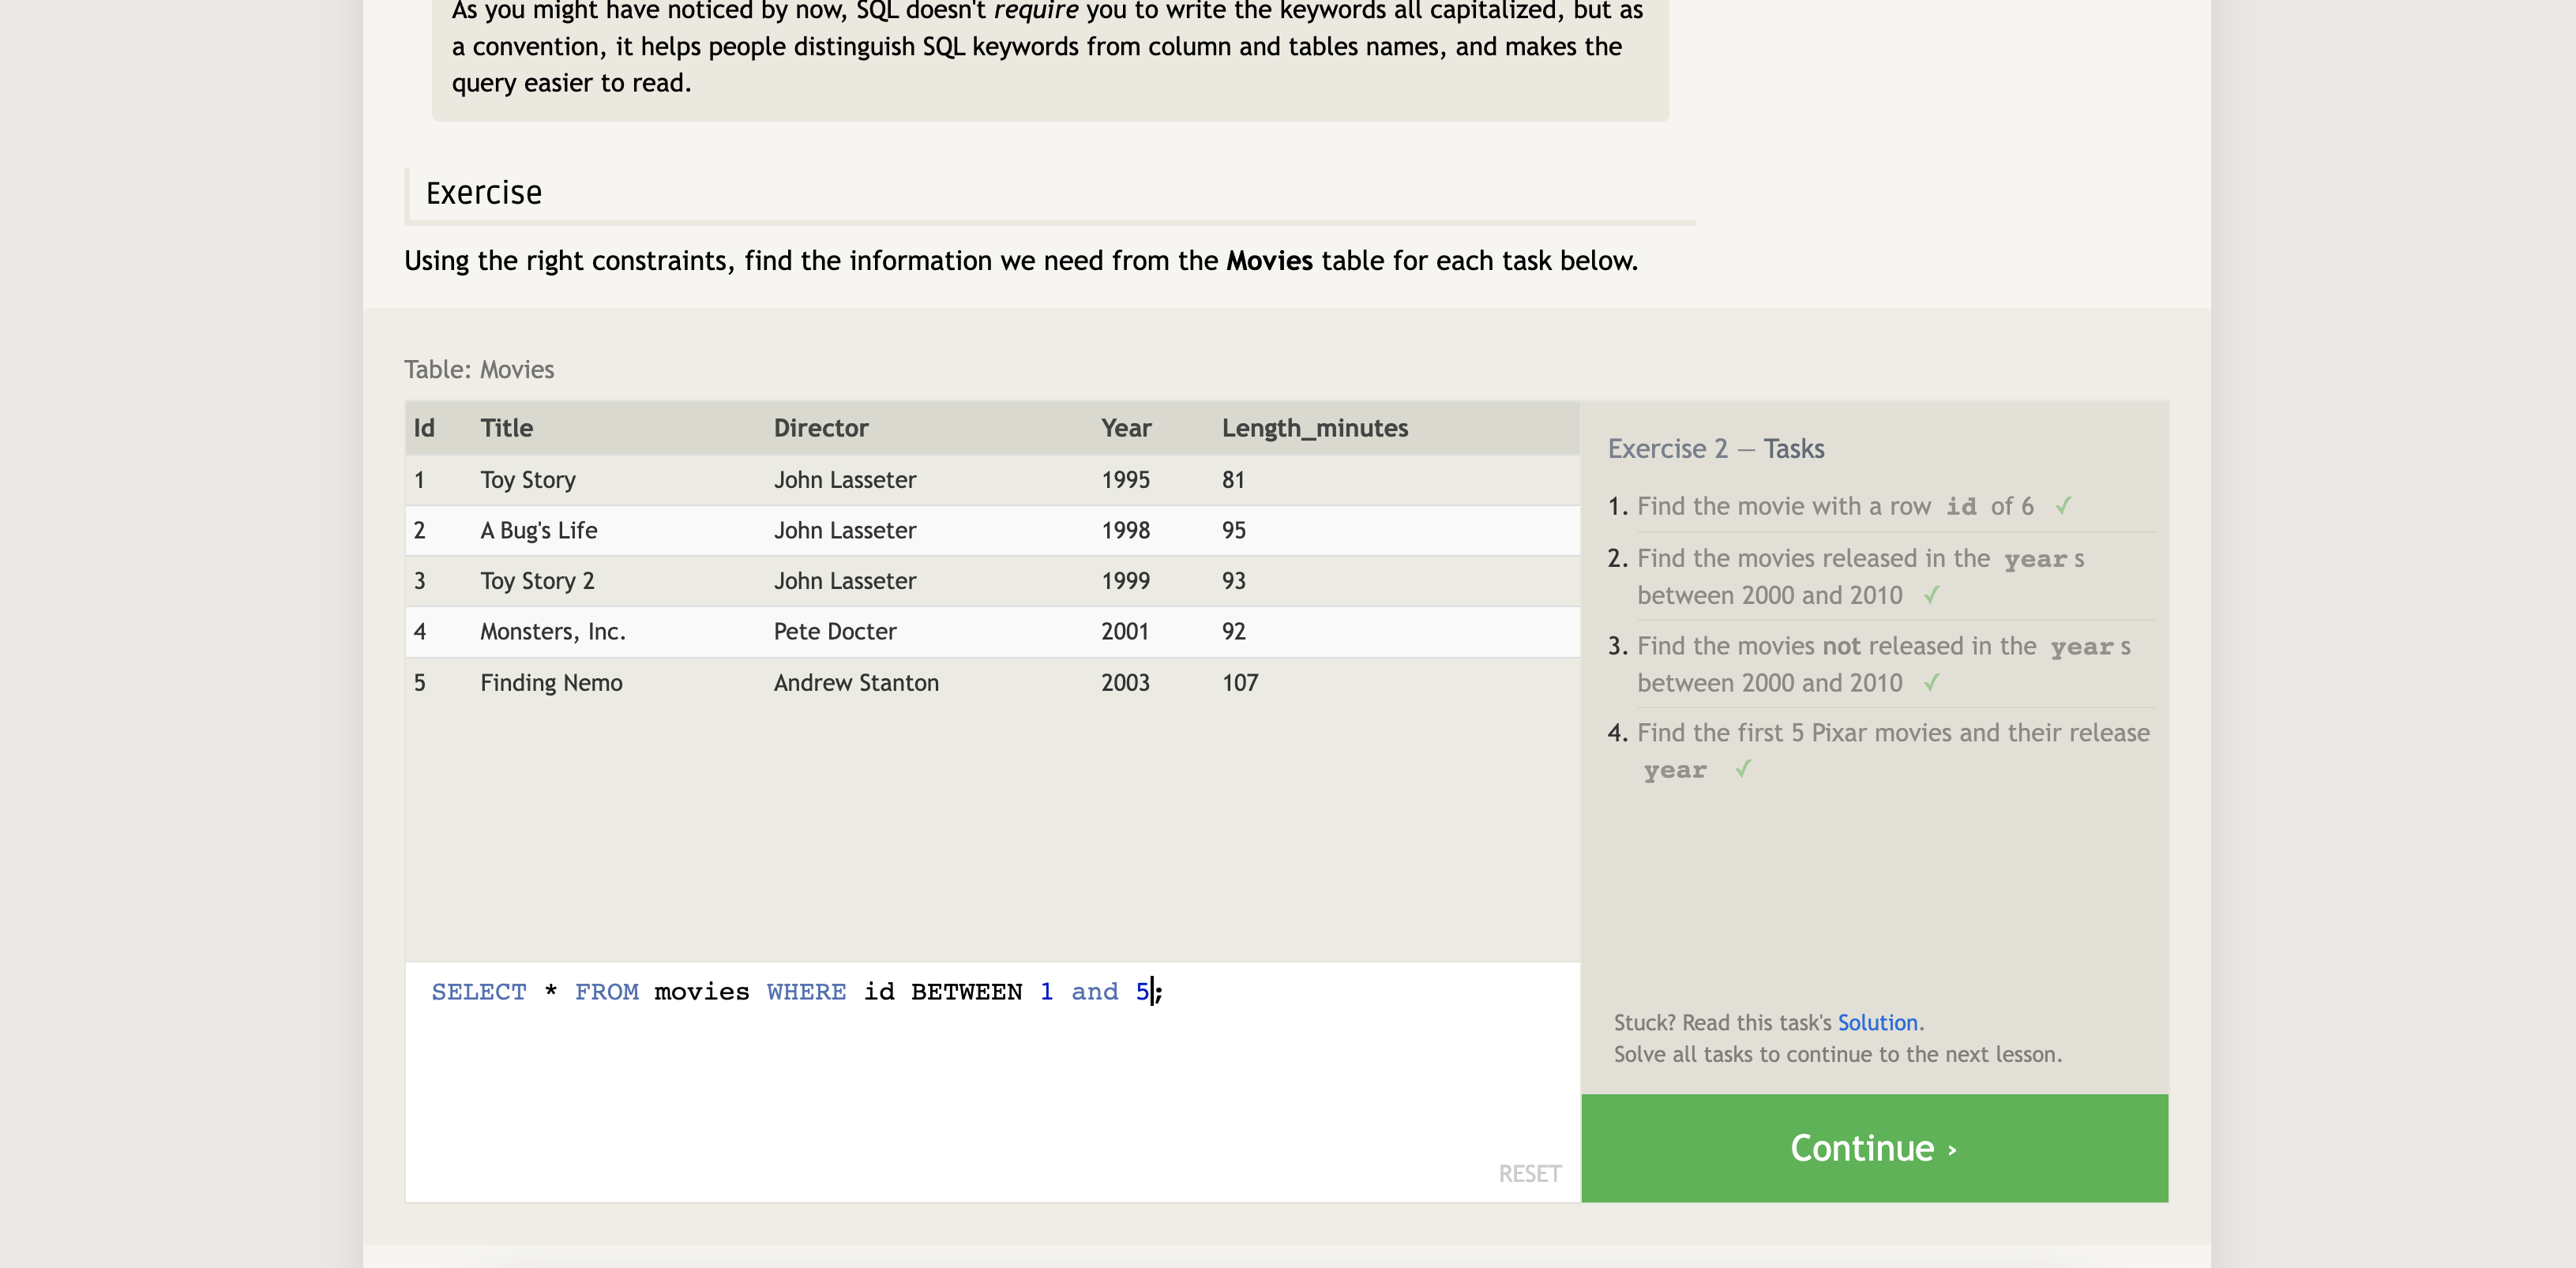 As you might have noticed by now, SQL doesn't require you to write the keywords all capitalized, but as
a convention, it helps people distinguish SQL keywords from column and tables names, and makes the
query easier to read.
Exercise
Using the right constraints, find the information we need from the Movies table for each task below.
Table: Movies
Id Title Director Year Length_minutes
1 Toy Story John Lasseter 1995 81
2 A Bug's Life John Lasseter 1998 95
3 Toy Story 2 John Lasseter 1999 93
4 Monsters, Inc. Pete Docter 2001 92
5 Finding Nemo Andrew Stanton 2003 107
SELECT * FROM movies WHERE id BETWEEN 1 and 5;
RESET
Exercise 2 — Tasks
1. Find the movie with a row id of 6 ✓
2. Find the movies released in the year s
between 2000 and 2010 ✓
3. Find the movies not released in the year s
between 2000 and 2010 ✓
4. Find the first 5 Pixar movies and their release
year ✓
Stuck? Read this task's Solution.
Solve all tasks to continue to the next lesson.
Continue ›